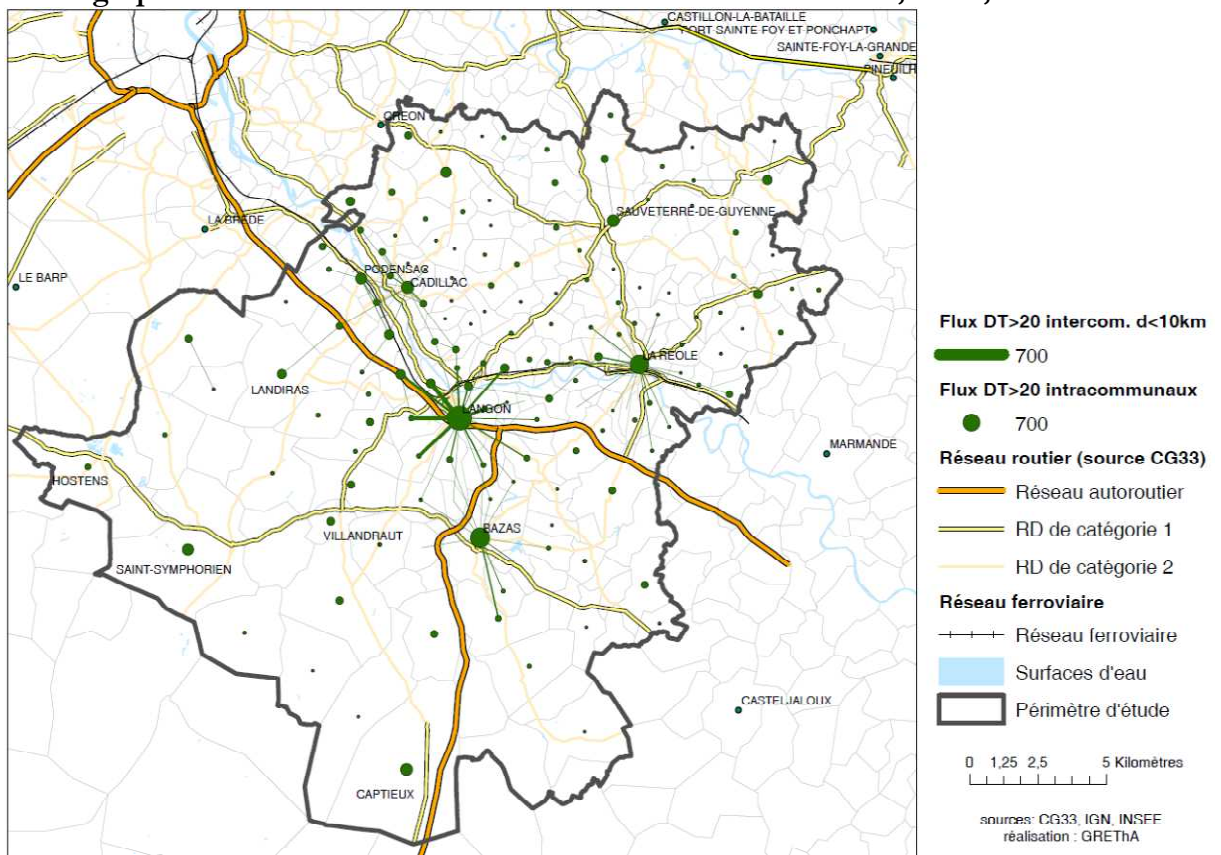 CASTILLON-LA-BATAILLE
PORT-SAINTE-FOY-ET-PONCHAPT
SAINTE-FOY-LA-GRANDE
PINEUILH
CREON
SAUVETERRE-DE-GUYENNE
LA BREDE
LE BARP
PODENSAC
CADILLAC
LA REOLE
LANDIRAS
LANGON
MARMANDE
HOSTENS
VILLANDRAUT
BAZAS
SAINT-SYMPHORIEN
CASTELJALOUX
CAPTIEUX
Flux DT>20 intercom. d<10km
700
Flux DT>20 intracommunaux
700
Réseau routier (source CG33)
Réseau autoroutier
RD de catégorie 1
RD de catégorie 2
Réseau ferroviaire
Réseau ferroviaire
Surfaces d'eau
Périmètre d'étude
0 1,25 2,5 5 Kilomètres
sources: CG33, IGN, INSEE
réalisation : GREThA